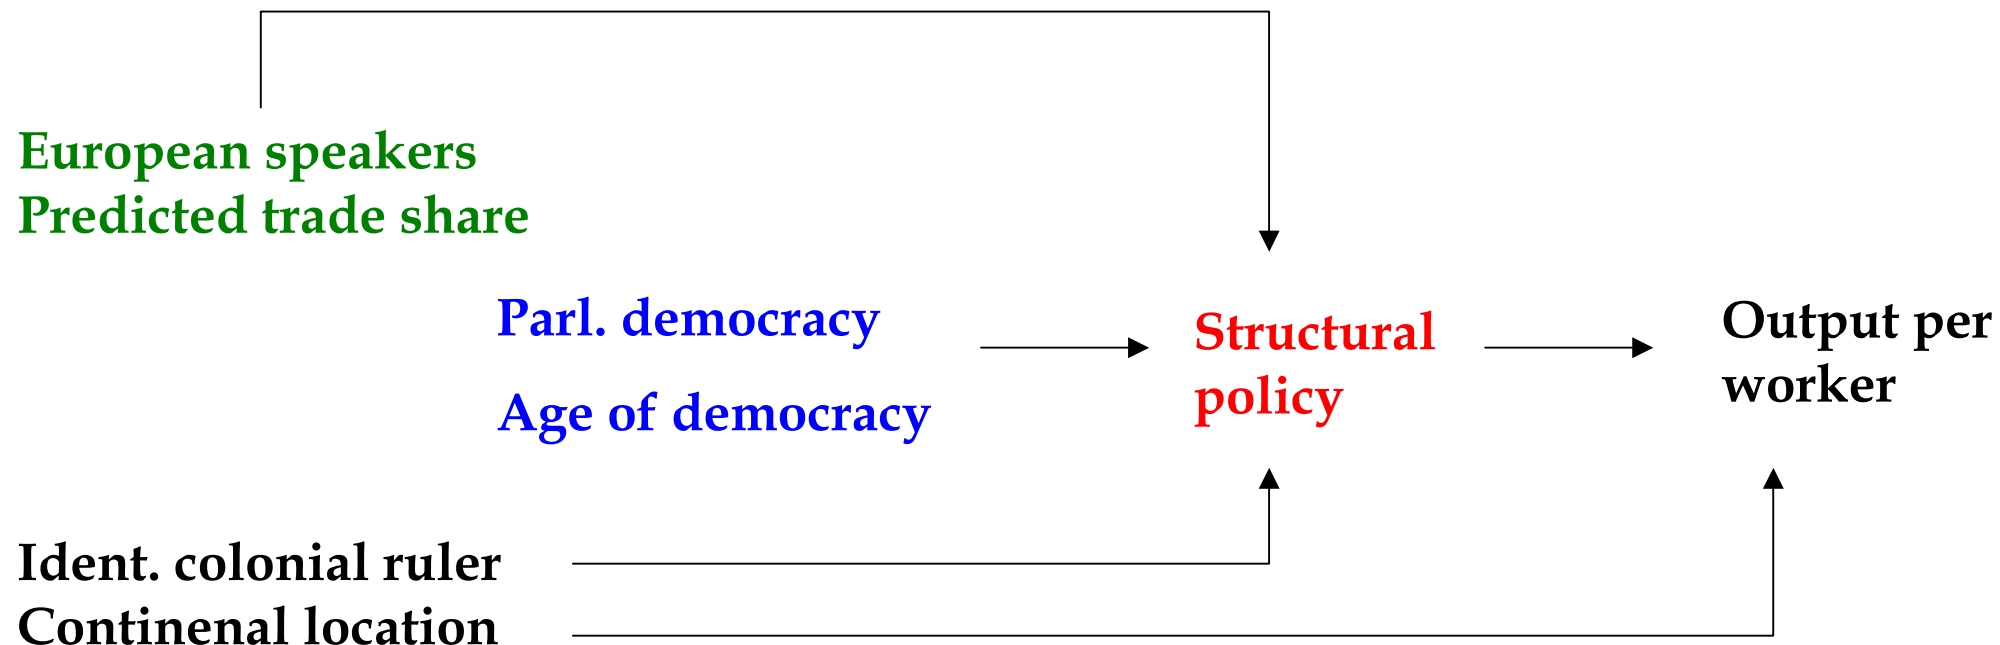 European speakers
Predicted trade share
Parl. democracy
Age of democracy
Structural
policy
Output per
worker
Ident. colonial ruler
Continenal location